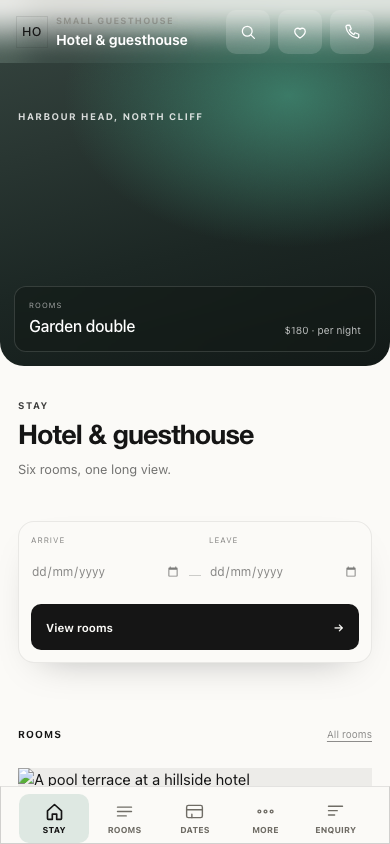 HO
SMALL GUESTHOUSE
Hotel & guesthouse
HARBOUR HEAD, NORTH CLIFF
ROOMS
Garden double
$180 · per night
STAY
Hotel & guesthouse
Six rooms, one long view.
ARRIVE
LEAVE
dd/mm/yyyy
—
dd/mm/yyyy
View rooms →
ROOMS
All rooms
A pool terrace at a hillside hotel
STAY
ROOMS
DATES
MORE
ENQUIRY